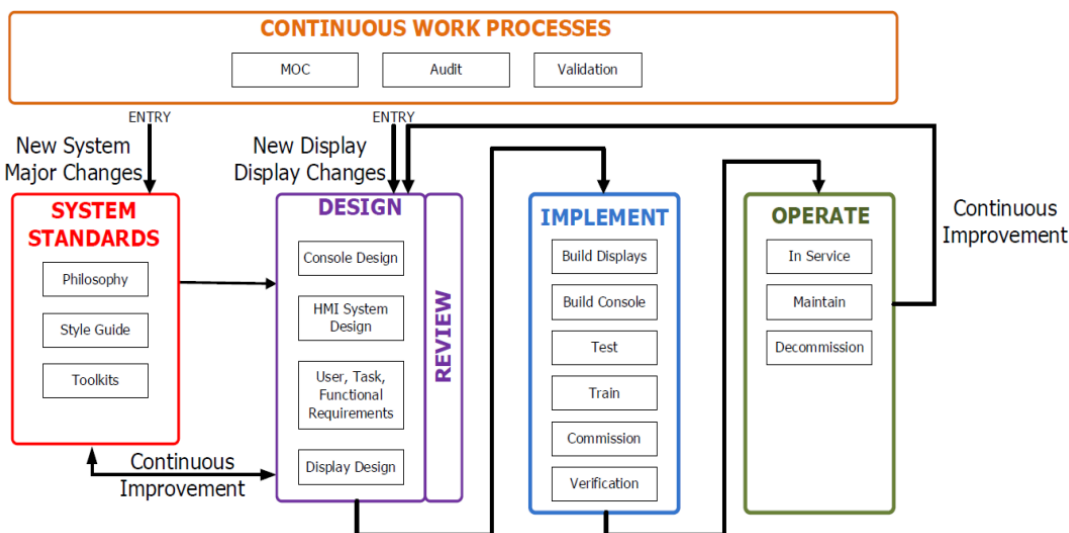 CONTINUOUS WORK PROCESSES
MOC
Audit
Validation
ENTRY
New System
Major Changes
ENTRY
New Display
Display Changes
SYSTEM
STANDARDS
Philosophy
Style Guide
Toolkits
Continuous
Improvement
DESIGN
Console Design
HMI System
Design
User, Task,
Functional
Requirements
Display Design
REVIEW
IMPLEMENT
Build Displays
Build Console
Test
Train
Commission
Verification
OPERATE
In Service
Maintain
Decommission
Continuous
Improvement